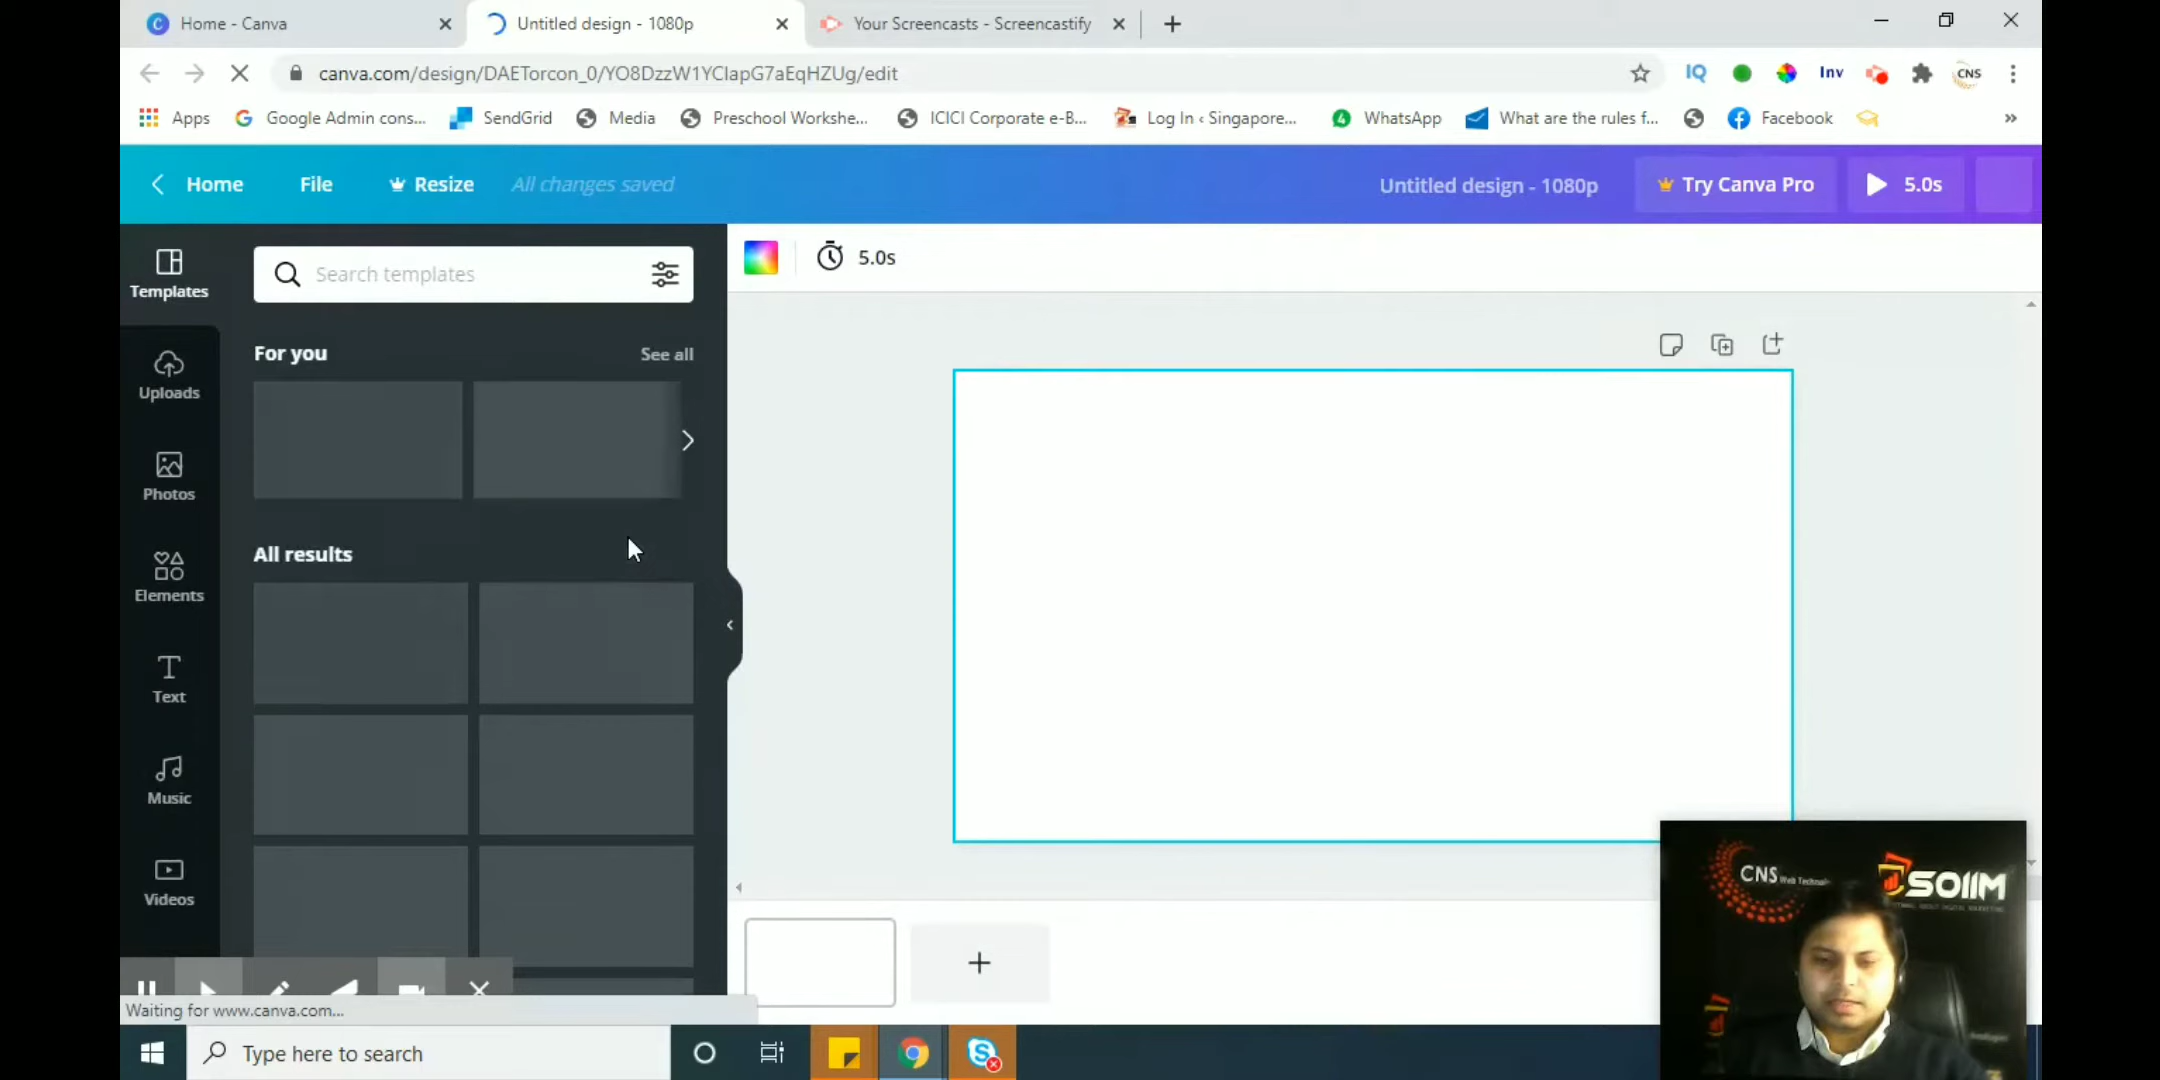 Home - Canva
Untitled design - 1080p
Your Screencasts - Screencastify
canva.com/design/DAETorcon_0/YO8DzzW1YCIapG7aEqHZUg/edit
IQ
Inv
CNS
Apps
Google Admin cons...
SendGrid
Media
Preschool Workshe...
ICICI Corporate e-B...
Log In ‹ Singapore...
WhatsApp
What are the rules f...
Facebook
»
Home
File
Resize
All changes saved
Untitled design - 1080p
Try Canva Pro
5.0s
Templates
Search templates
5.0s
Uploads
For you
See all
Photos
Elements
All results
Text
Music
Videos
CNS Web Technol
SOIIM
Waiting for www.canva.com...
Type here to search